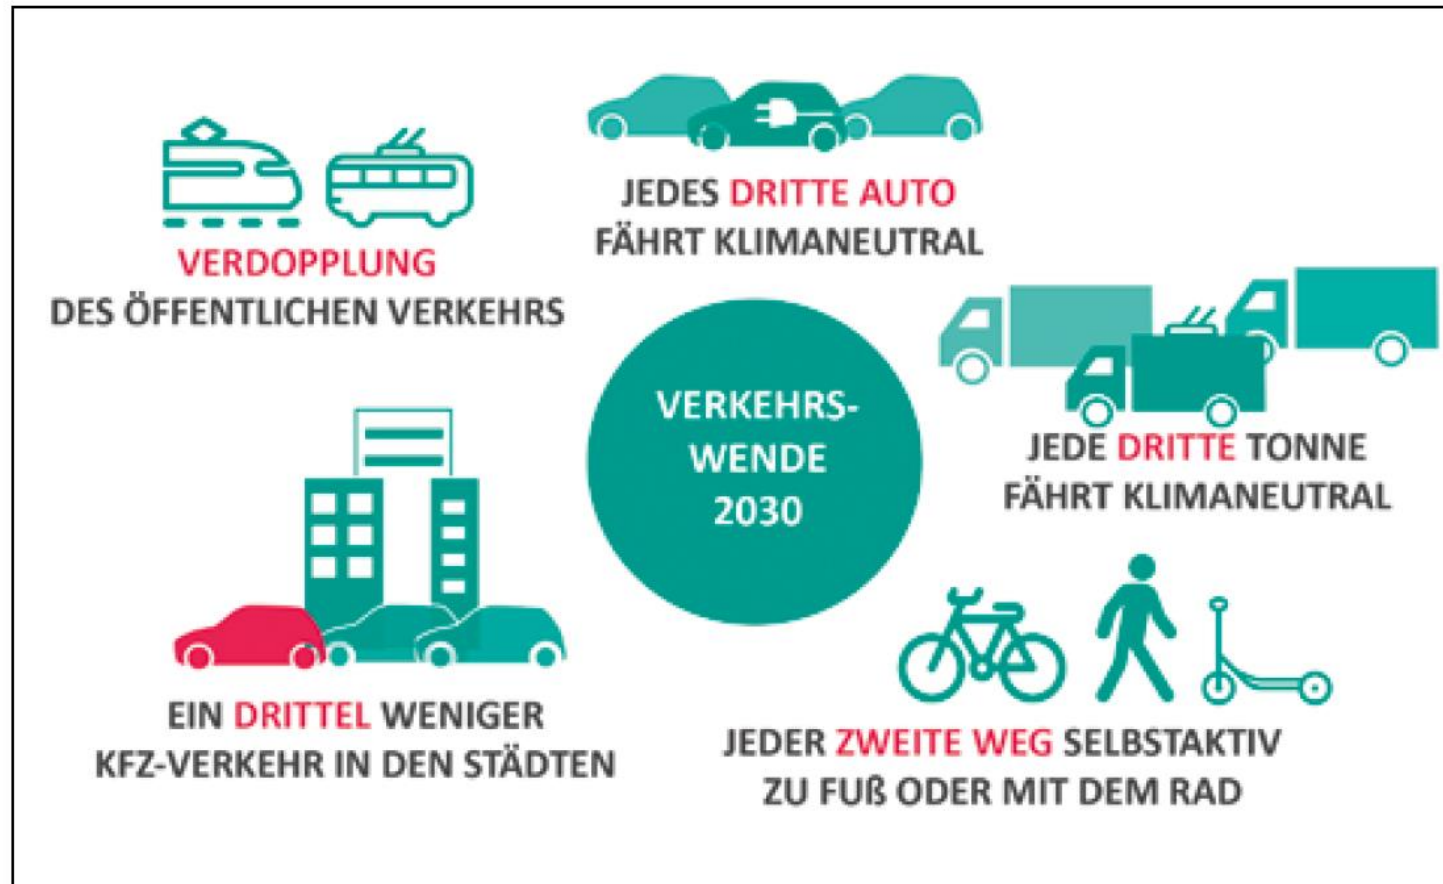 JEDES DRITTE AUTO
FÄHRT KLIMANEUTRAL
VERDOPPLUNG
DES ÖFFENTLICHEN VERKEHRS
VERKEHRS-
WENDE
2030
JEDE DRITTE TONNE
FÄHRT KLIMANEUTRAL
EIN DRITTEL WENIGER
KFZ-VERKEHR IN DEN STÄDTEN
JEDER ZWEITE WEG SELBSTAKTIV
ZU FUß ODER MIT DEM RAD